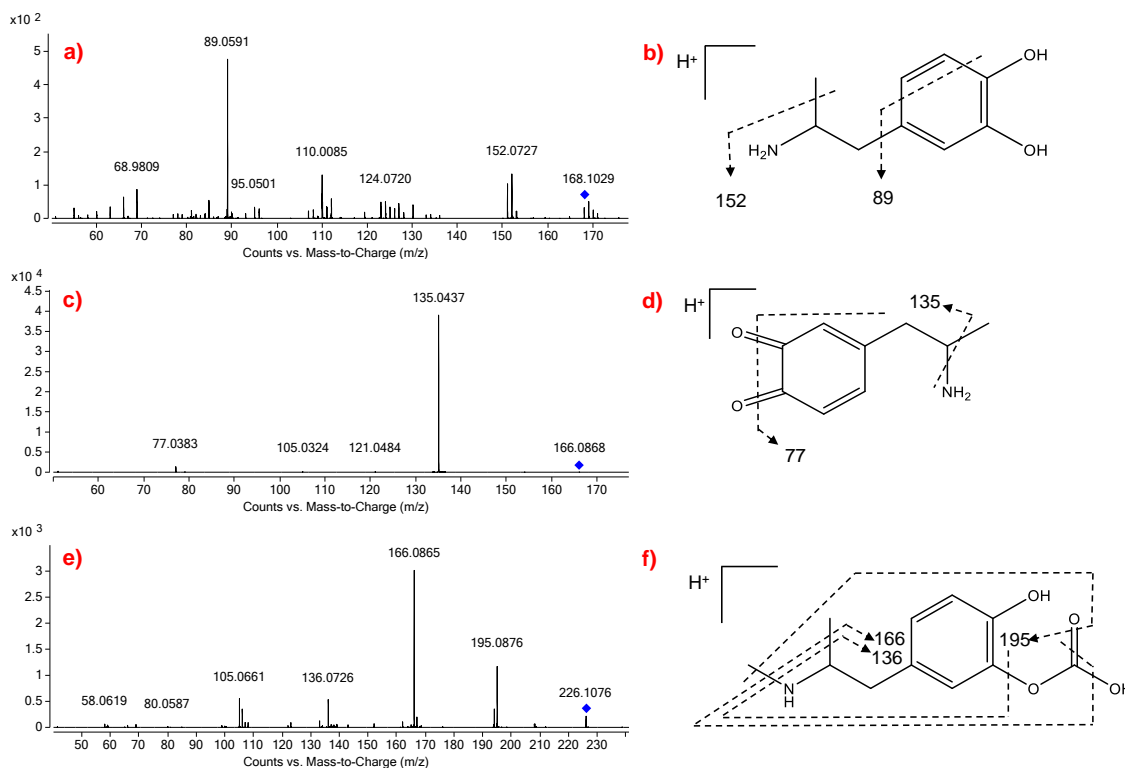 x10 2
a)
5
4
3
2
1
0
89.0591
68.9809
95.0501
110.0085
124.0720
152.0727
168.1029
60 70 80 90 100 110 120 130 140 150 160 170
Counts vs. Mass-to-Charge (m/z)
b)
H+
OH
OH
H2N
152
89
x10 4
c)
4.5
4
3.5
3
2.5
2
1.5
1
0.5
0
135.0437
77.0383
105.0324
121.0484
166.0868
60 70 80 90 100 110 120 130 140 150 160 170
Counts vs. Mass-to-Charge (m/z)
d)
H+
135
O
O
NH2
77
x10 3
e)
3
2.5
2
1.5
1
0.5
0
166.0865
195.0876
105.0661
136.0726
58.0619
80.0587
226.1076
50 60 70 80 90 100 110 120 130 140 150 160 170 180 190 200 210 220 230
Counts vs. Mass-to-Charge (m/z)
f)
H+
OH
O
166
195
136
N
H
O
OH